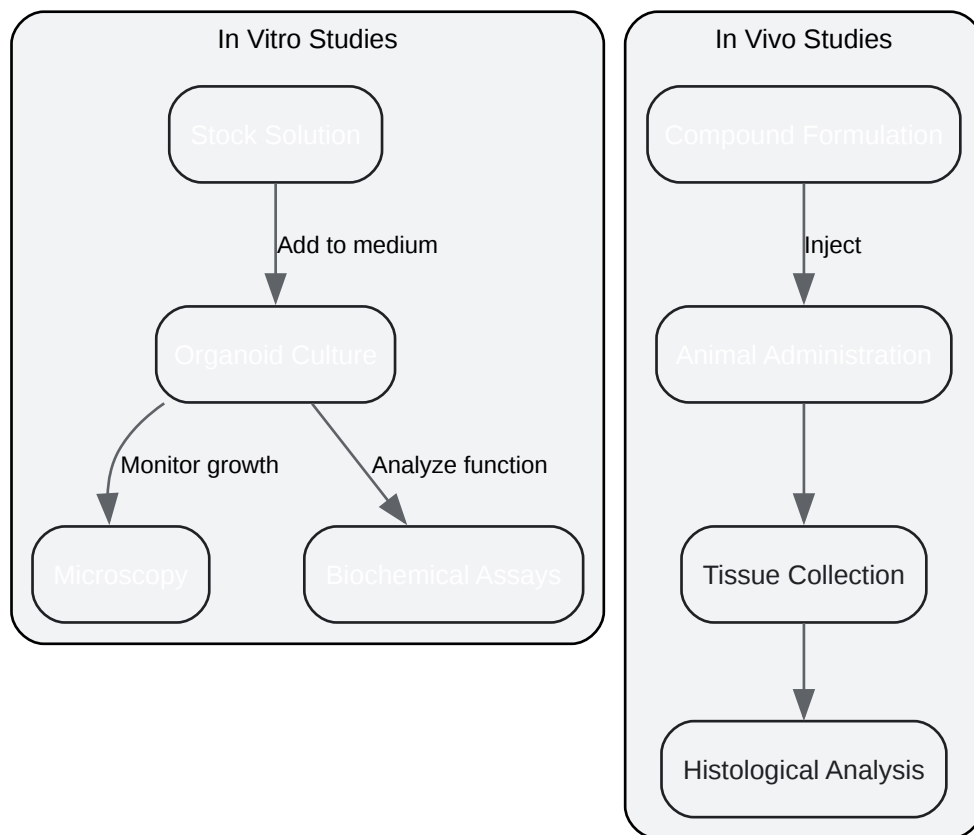 In Vitro Studies
Stock Solution
Add to medium
Organoid Culture
Monitor growth
Analyze function
Microscopy
Biochemical Assays
In Vivo Studies
Compound Formulation
Inject
Animal Administration
Tissue Collection
Histological Analysis